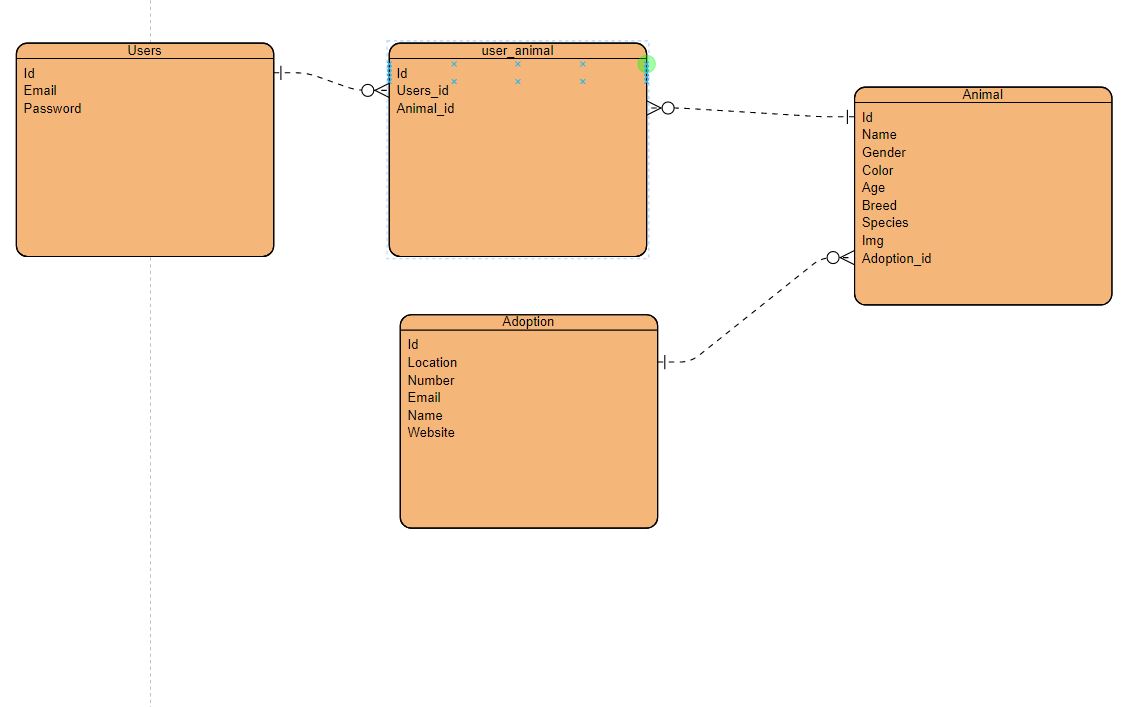 Users
Id
Email
Password
user_animal
Id
Users_id
Animal_id
Animal
Id
Name
Gender
Color
Age
Breed
Species
Img
Adoption_id
Adoption
Id
Location
Number
Email
Name
Website